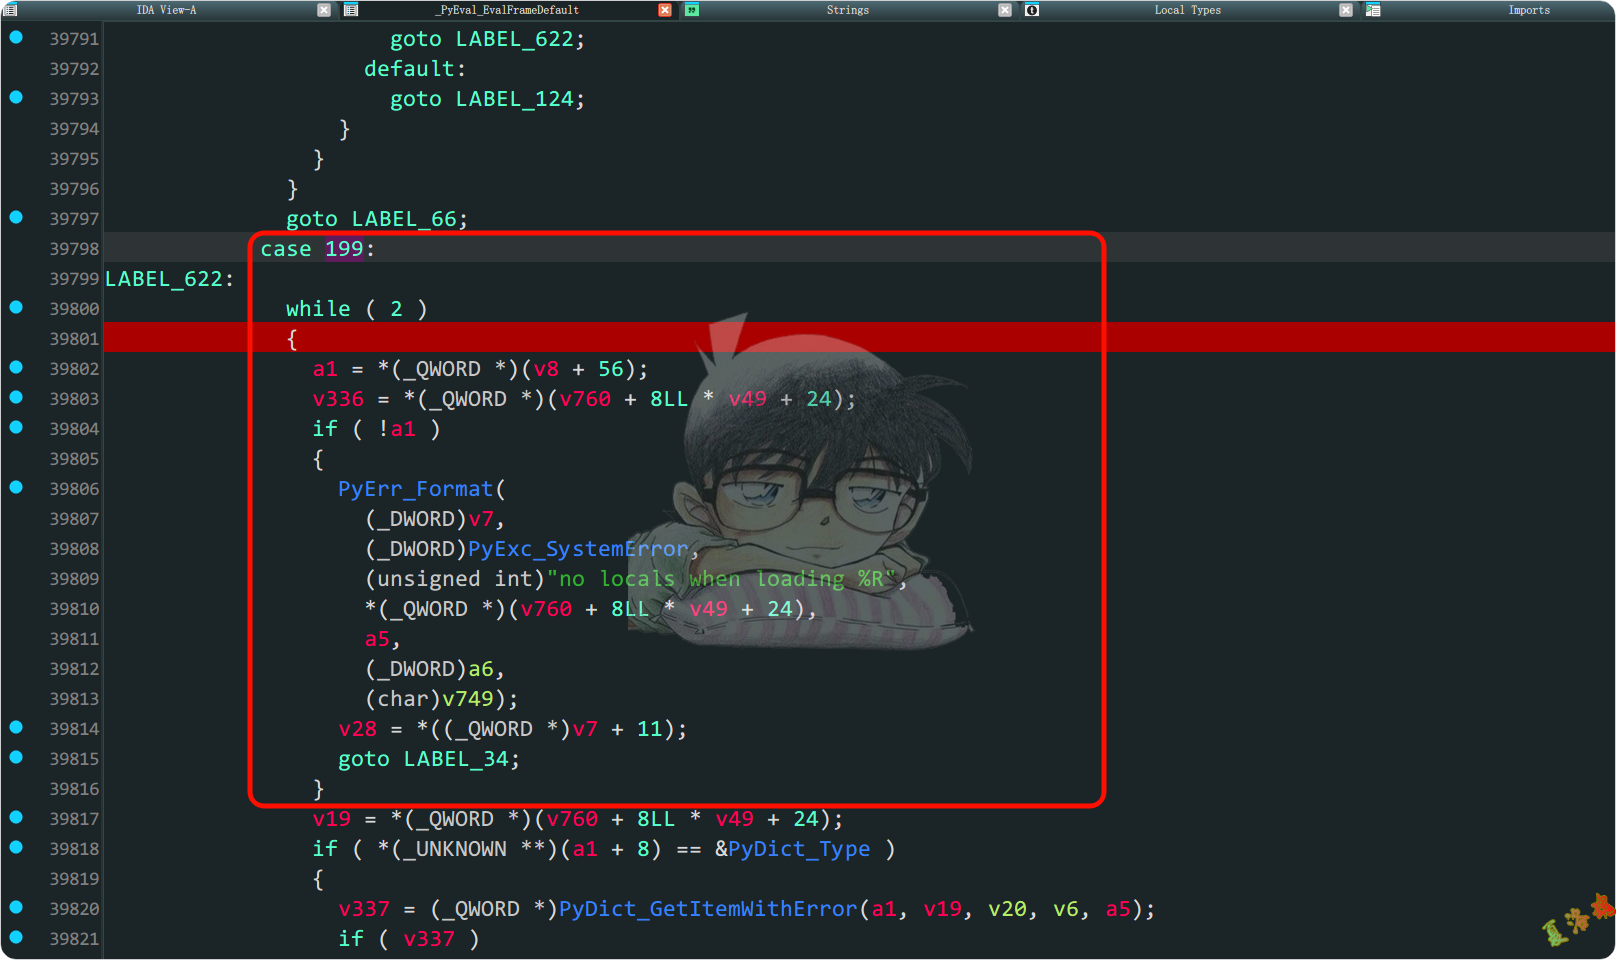 IDA View-A _PyEval_EvalFrameDefault Strings Local Types Imports
39791 goto LABEL_622;
39792 default:
39793 goto LABEL_124;
39794 }
39795 }
39796 }
39797 goto LABEL_66;
39798 case 199:
39799 LABEL_622:
39800 while ( 2 )
39801 {
39802 a1 = *(_QWORD *)(v8 + 56);
39803 v336 = *(_QWORD *)(v760 + 8LL * v49 + 24);
39804 if ( !a1 )
39805 {
39806 PyErr_Format(
39807 (_DWORD)v7,
39808 (_DWORD)PyExc_SystemError,
39809 (unsigned int)"no locals when loading %R",
39810 *(_QWORD *)(v760 + 8LL * v49 + 24),
39811 a5,
39812 (_DWORD)a6,
39813 (char)v749);
39814 v28 = *((_QWORD *)v7 + 11);
39815 goto LABEL_34;
39816 }
39817 v19 = *(_QWORD *)(v760 + 8LL * v49 + 24);
39818 if ( *(_UNKNOWN **)(a1 + 8) == &PyDict_Type )
39819 {
39820 v337 = (_QWORD *)PyDict_GetItemWithError(a1, v19, v20, v6, a5);
39821 if ( v337 )